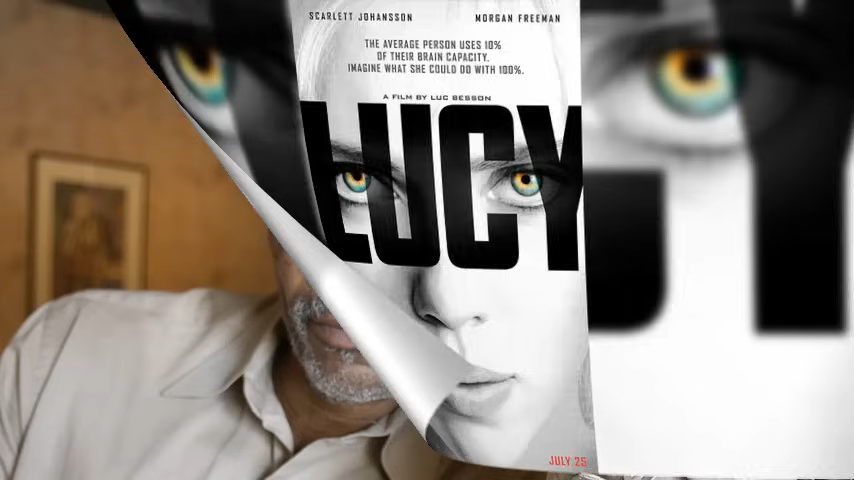 SCARLETT JOHANSSON MORGAN FREEMAN
THE AVERAGE PERSON USES 10%
OF THEIR BRAIN CAPACITY.
IMAGINE WHAT SHE COULD DO WITH 100%.
A FILM BY LUC BESSON
LUCY
JULY 25